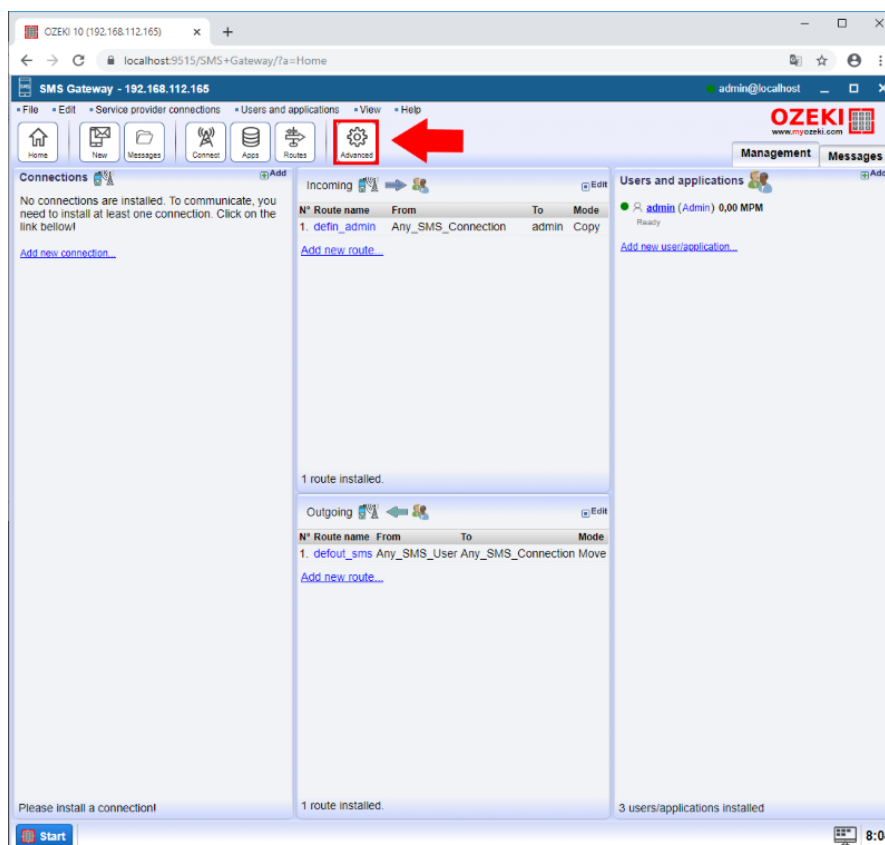 OZEKI 10 (192.168.112.165)
localhost:9515/SMS+Gateway/?a=Home
SMS Gateway - 192.168.112.165
admin@localhost
File Edit Service provider connections Users and applications View Help
OZEKI
www.myozeki.com
Home New Messages Connect Apps Routes Advanced
Management Messages
Connections Add
No connections are installed. To communicate, you
need to install at least one connection. Click on the
link bellow!
Add new connection...
Incoming Edit
N° Route name From To Mode
1. defin_admin Any_SMS_Connection admin Copy
Add new route...
1 route installed.
Outgoing Edit
N° Route name From To Mode
1. defout_sms Any_SMS_User Any_SMS_Connection Move
Add new route...
1 route installed.
Users and applications Add
admin (Admin) 0,00 MPM
Ready
Add new user/application...
Please install a connection!
3 users/applications installed
Start